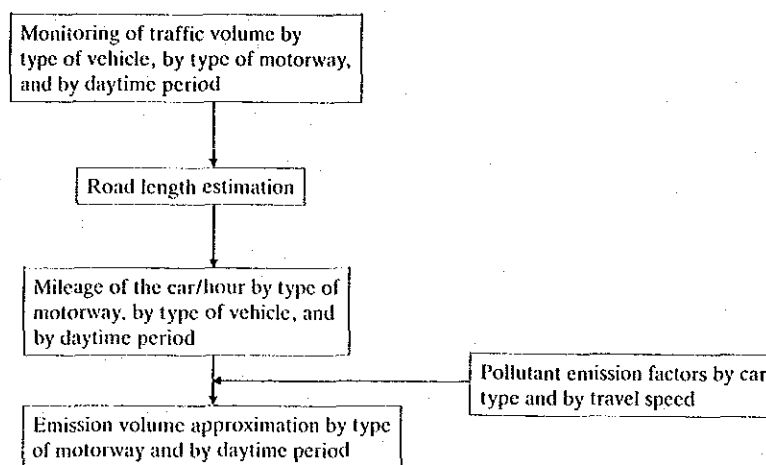 Monitoring of traffic volume by
type of vehicle, by type of motorway,
and by daytime period
Road length estimation
Mileage of the car/hour by type of
motorway, by type of vehicle, and
by daytime period
Pollutant emission factors by car
type and by travel speed
Emission volume approximation by type
of motorway and by daytime period